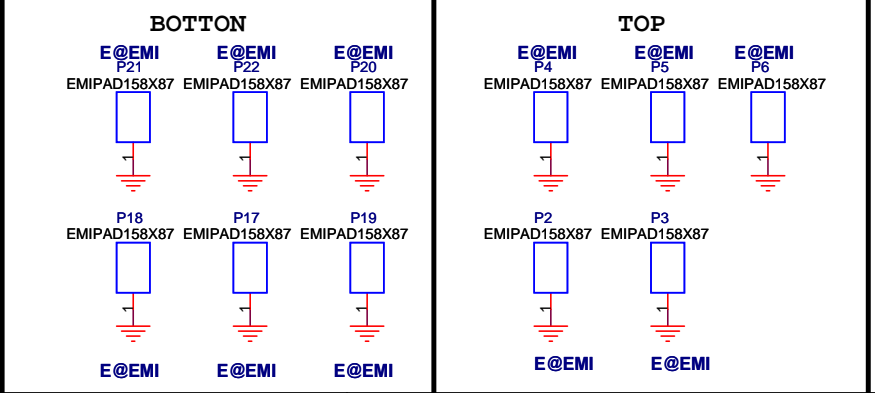 BOTTON
TOP
E@EMI E@EMI E@EMI E@EMI E@EMI E@EMI
P21 P22 P20 P4 P5 P6
EMIPAD158X87 EMIPAD158X87 EMIPAD158X87 EMIPAD158X87 EMIPAD158X87 EMIPAD158X87
1 1 1 1 1 1
P18 P17 P19 P2 P3
EMIPAD158X87 EMIPAD158X87 EMIPAD158X87 EMIPAD158X87 EMIPAD158X87
1 1 1 1 1
E@EMI E@EMI E@EMI E@EMI E@EMI